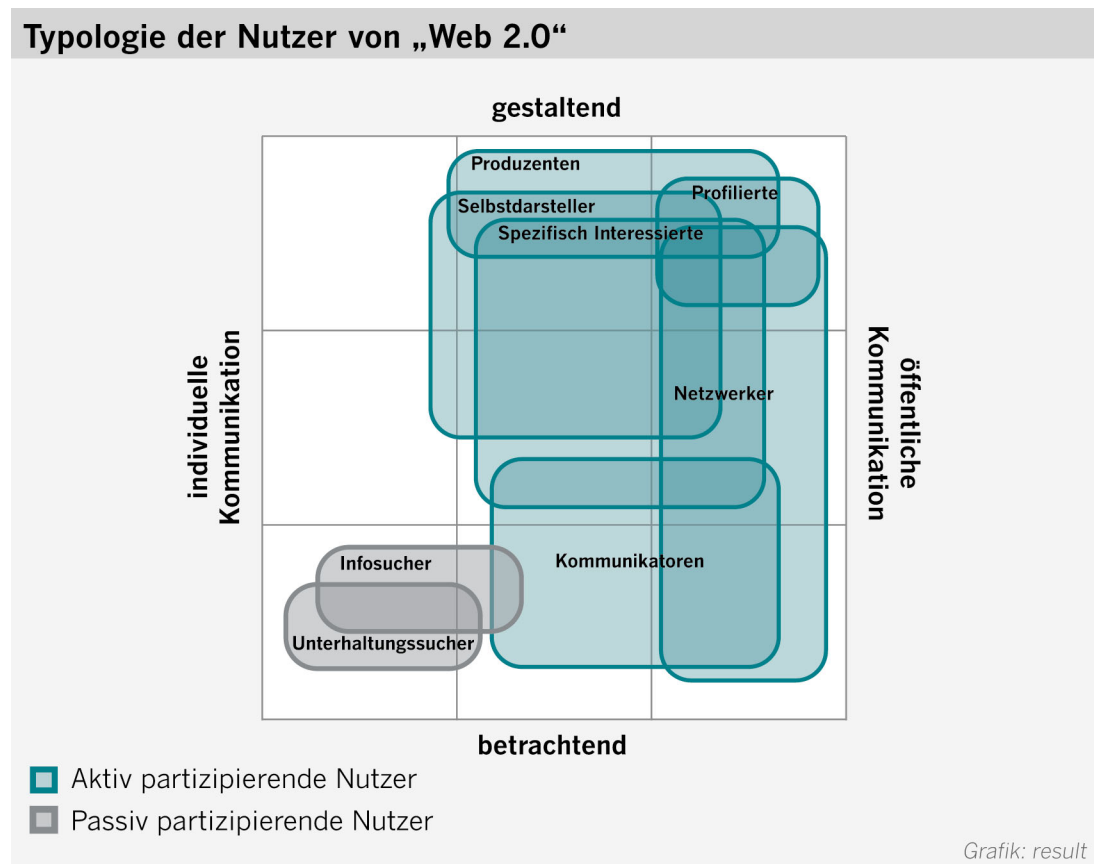 Typologie der Nutzer von „Web 2.0“
gestaltend
Produzenten
Profilierte
Selbstdarsteller
Spezifisch Interessierte
individuelle
Kommunikation
öffentliche
Kommunikation
Netzwerker
Infosucher
Kommunikatoren
Unterhaltungssucher
betrachtend
Aktiv partizipierende Nutzer
Passiv partizipierende Nutzer
Grafik: result